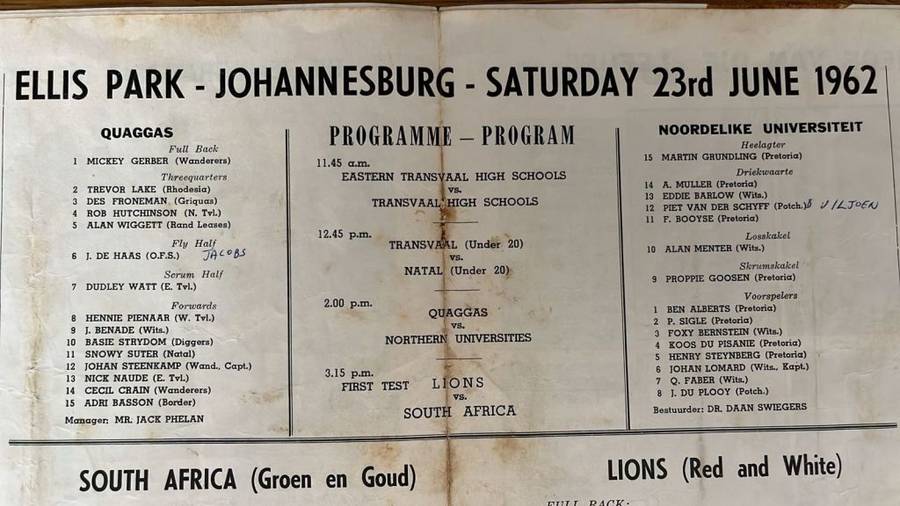 ELLIS PARK - JOHANNESBURG - SATURDAY 23rd JUNE 1962
QUAGGAS
Full Back
1 MICKEY GERBER (Wanderers)
Threequarters
2 TREVOR LAKE (Rhodesia)
3 DES FRONEMAN (Griquas)
4 ROB HUTCHINSON (N. Tvl.)
5 ALAN WIGGETT (Rand Leases)
Fly Half
6 J. DE HAAS (O.F.S.) JACOBS
Scrum Half
7 DUDLEY WATT (E. Tvl.)
Forwards
8 HENNIE PIENAAR (W. Tvl.)
9 J. BENADE (Wits.)
10 BASIE STRYDOM (Diggers)
11 SNOWY SUTER (Natal)
12 JOHAN STEENKAMP (Wand., Capt.)
13 NICK NAUDE (E. Tvl.)
14 CECIL CRAIN (Wanderers)
15 ADRI BASSON (Border)
Manager: MR. JACK PHELAN
PROGRAMME — PROGRAM
11.45 a.m.
EASTERN TRANSVAAL HIGH SCHOOLS
vs.
TRANSVAAL HIGH SCHOOLS
12.45 p.m.
TRANSVAAL (Under 20)
vs.
NATAL (Under 20)
2.00 p.m.
QUAGGAS
vs.
NORTHERN UNIVERSITIES
3.15 p.m.
FIRST TEST LIONS
vs.
SOUTH AFRICA
NOORDELIKE UNIVERSITEIT
Heelagter
15 MARTIN GRUNDLING (Pretoria)
Driekwaarte
14 A. MULLER (Pretoria)
13 EDDIE BARLOW (Wits.)
12 PIET VAN DER SCHYFF (Potch.) VILJOEN
11 F. BOOYSE (Pretoria)
Losskakel
10 ALAN MENTER (Wits.)
Skrumskakel
9 PROPPIE GOOSEN (Pretoria)
Voorspelers
1 BEN ALBERTS (Pretoria)
2 P. SIGLE (Pretoria)
3 FOXY BERNSTEIN (Wits.)
4 KOOS DU PISANIE (Pretoria)
5 HENRY STEYNBERG (Pretoria)
6 JOHAN LOMARD (Wits., Kapt.)
7 Q. FABER (Wits.)
8 J. DU PLOOY (Potch.)
Bestuurder: DR. DAAN SWIEGERS
SOUTH AFRICA (Groen en Goud)
LIONS (Red and White)
FULL BACK: